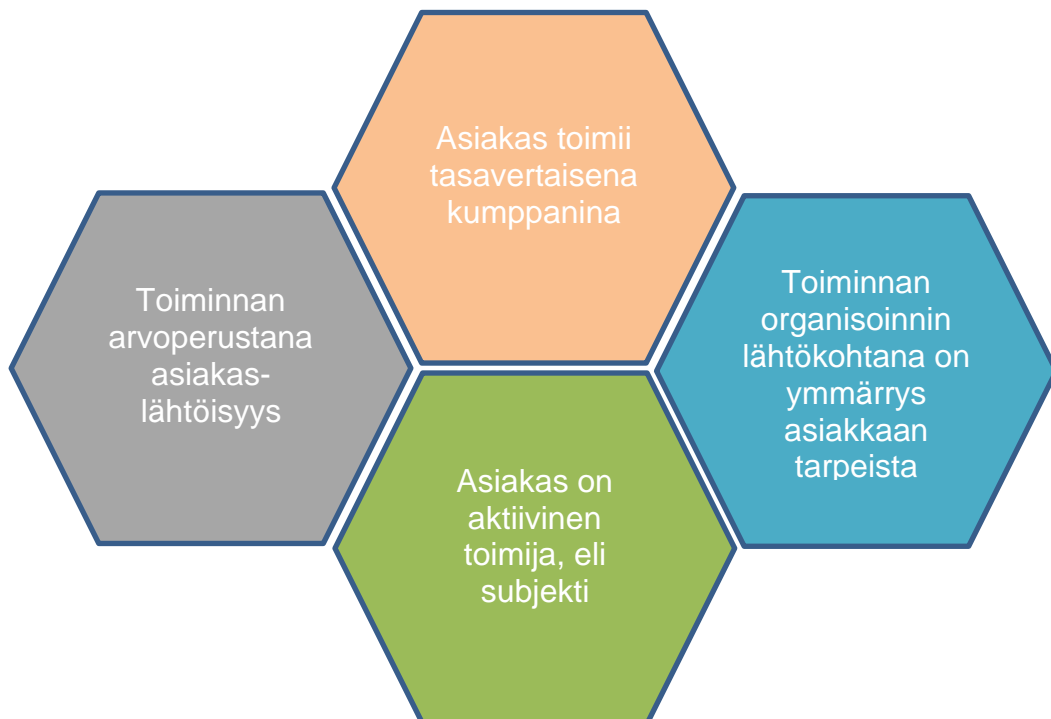 Asiakas toimii
tasavertaisena
kumppanina
Toiminnan
arvoperustana
asiakas-
lähtöisyys
Toiminnan
organisoinnin
lähtökohtana on
ymmärrys
asiakkaan
tarpeista
Asiakas on
aktiivinen
toimija, eli
subjekti